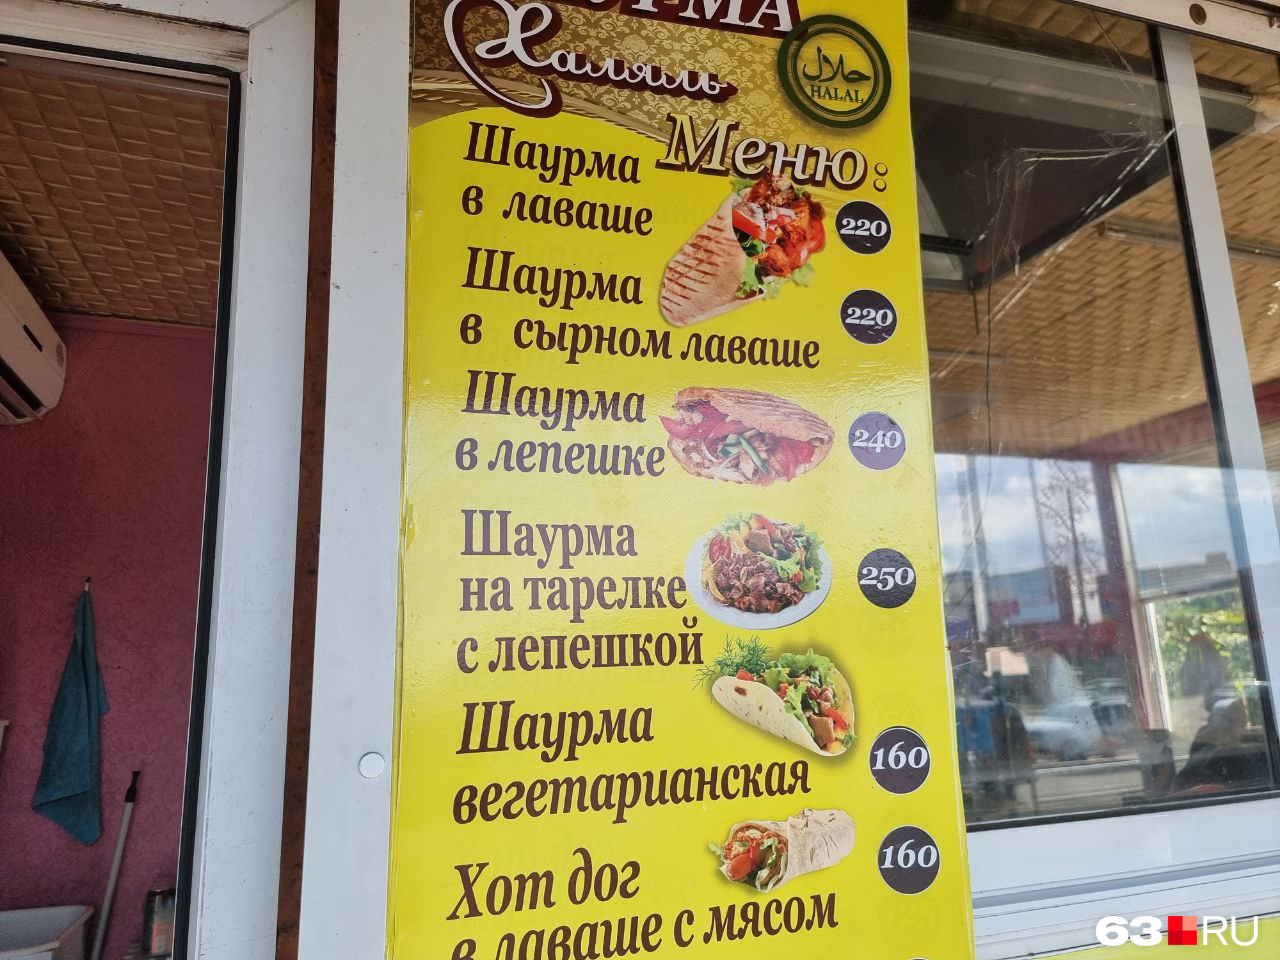 Халяль
حلال
HALAL
Меню:
Шаурма
в лаваше
220
Шаурма
в сырном лаваше
220
Шаурма
в лепешке
240
Шаурма
на тарелке
с лепешкой
250
Шаурма
вегетарианская
160
Хот дог
в лаваше с мясом
160
63 RU